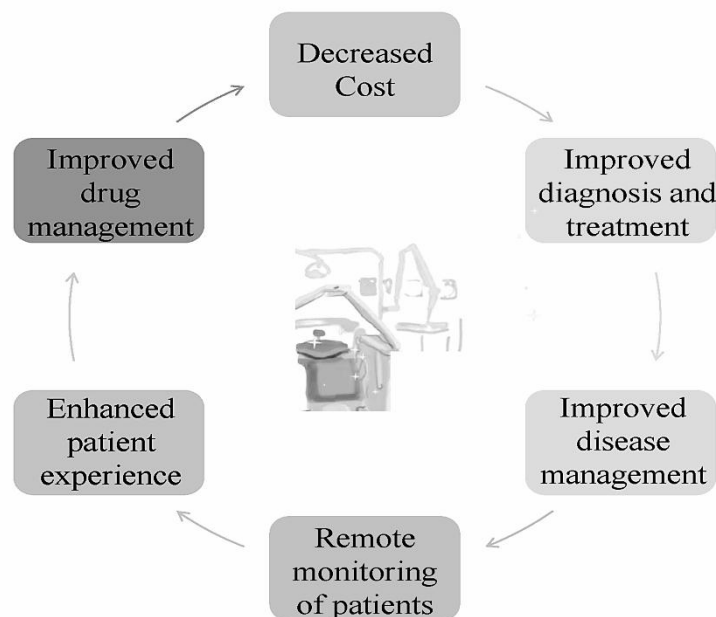 Decreased
Cost
Improved
diagnosis and
treatment
Improved
disease
management
Remote
monitoring
of patients
Enhanced
patient
experience
Improved
drug
management